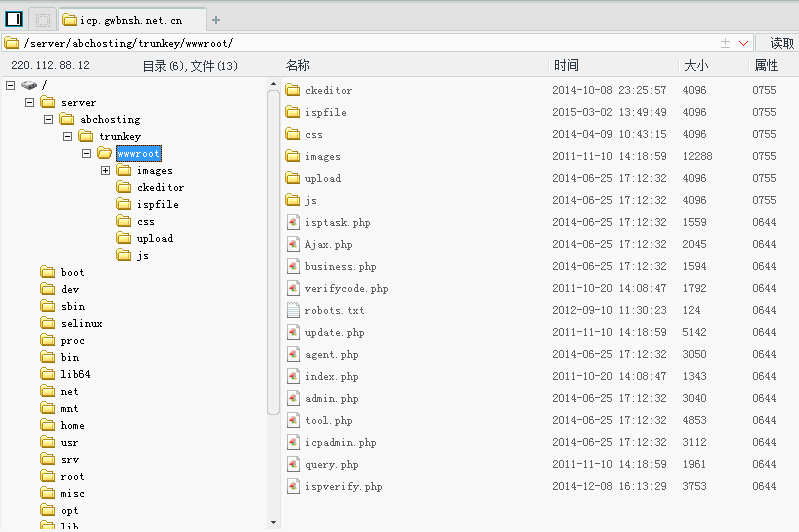 icp.gwbnsh.net.cn
/server/abchosting/trunkey/wwwroot/ 读取
220.112.88.12 目录(6),文件(13) 名称 时间 大小 属性
/
server
abchosting
trunkey
wwwroot
images
ckeditor
ispfile
css
upload
js
boot
dev
sbin
selinux
proc
bin
lib64
net
mnt
home
usr
srv
root
misc
opt
lib
ckeditor 2014-10-08 23:25:57 4096 0755
ispfile 2015-03-02 13:49:49 4096 0755
css 2014-04-09 10:43:15 4096 0755
images 2011-11-10 14:18:59 12288 0755
upload 2014-06-25 17:12:32 4096 0755
js 2014-06-25 17:12:32 4096 0755
isptask.php 2014-06-25 17:12:32 1559 0644
Ajax.php 2014-06-25 17:12:32 2045 0644
business.php 2014-06-25 17:12:32 1594 0644
verifycode.php 2011-10-20 14:08:47 1792 0644
robots.txt 2012-09-10 11:30:23 124 0644
update.php 2011-11-10 14:18:59 5142 0644
agent.php 2014-06-25 17:12:32 3050 0644
index.php 2011-10-20 14:08:47 1343 0644
admin.php 2014-06-25 17:12:32 3040 0644
tool.php 2014-06-25 17:12:32 4853 0644
icpadmin.php 2014-06-25 17:12:32 3112 0644
query.php 2011-11-10 14:18:59 1961 0644
ispverify.php 2014-12-08 16:13:29 3753 0644